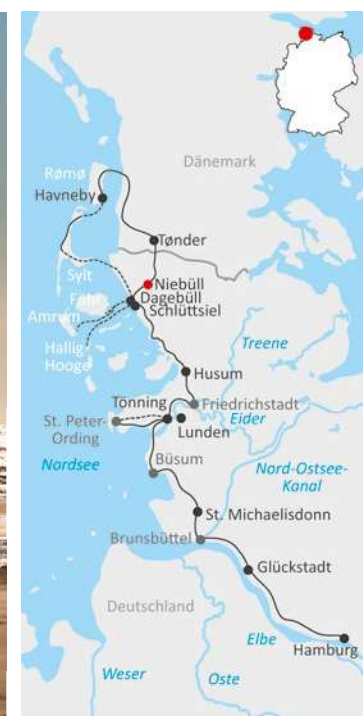 Dänemark
Rømø
Havneby
Tønder
Sylt
Niebüll
Föhr
Dagebüll
Amrum
Schlüttsiel
Hallig
Hooge
Treene
Husum
Tönning
Friedrichstadt
St. Peter-
Ording
Eider
Lunden
Büsum
Nordsee
Nord-Ostsee-
Kanal
St. Michaelisdonn
Brunsbüttel
Glückstadt
Deutschland
Elbe
Hamburg
Weser
Oste